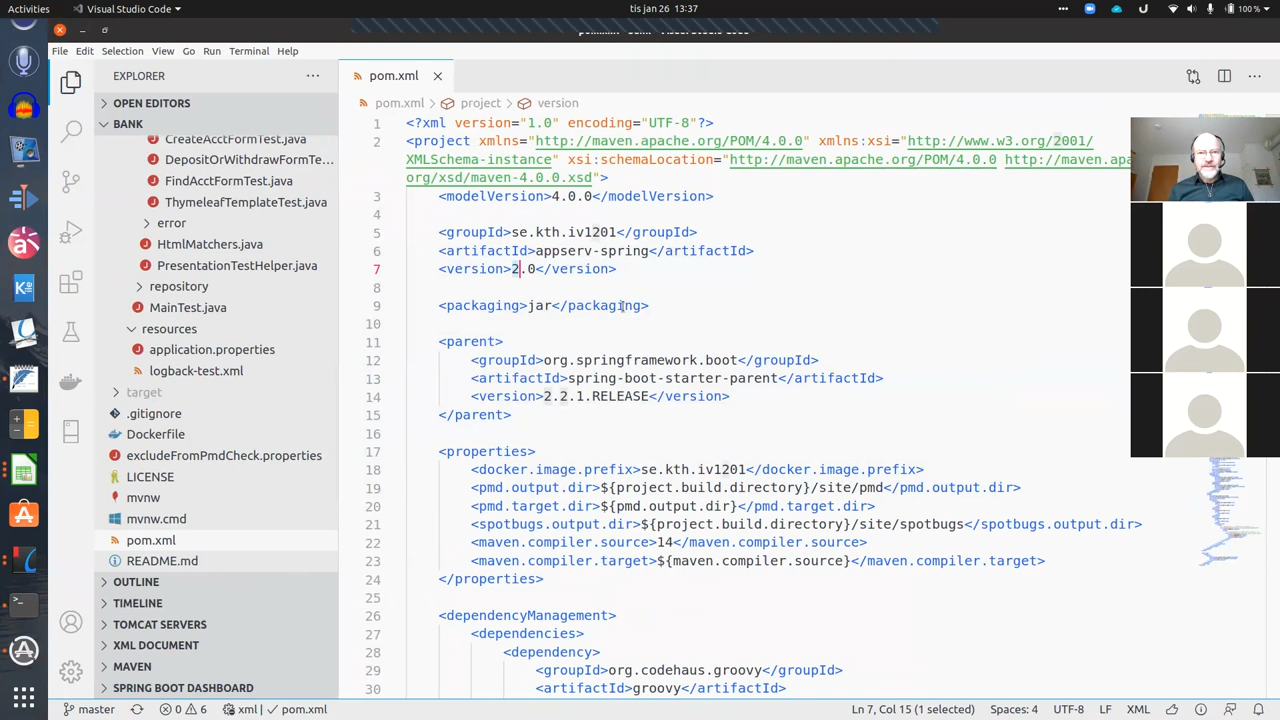 Activities
Visual Studio Code
tis jan 26 13:37
100 %
File Edit Selection View Go Run Terminal Help
EXPLORER
pom.xml
OPEN EDITORS
pom.xml > project > version
BANK
CreateAcctFormTest.java
DepositOrWithdrawFormTe...
FindAcctFormTest.java
ThymeleafTemplateTest.java
error
HtmlMatchers.java
PresentationTestHelper.java
repository
MainTest.java
resources
application.properties
logback-test.xml
target
.gitignore
Dockerfile
excludeFromPmdCheck.properties
LICENSE
mvnw
mvnw.cmd
pom.xml
README.md
OUTLINE
TIMELINE
TOMCAT SERVERS
XML DOCUMENT
MAVEN
SPRING BOOT DASHBOARD
1 <?xml version="1.0" encoding="UTF-8"?>
2 <project xmlns="http://maven.apache.org/POM/4.0.0" xmlns:xsi="http://www.w3.org/2001/
XMLSchema-instance" xsi:schemaLocation="http://maven.apache.org/POM/4.0.0 http://maven.apa
org/xsd/maven-4.0.0.xsd">
3 <modelVersion>4.0.0</modelVersion>
4
5 <groupId>se.kth.iv1201</groupId>
6 <artifactId>appserv-spring</artifactId>
7 <version>2.0</version>
8
9 <packaging>jar</packaging>
10
11 <parent>
12 <groupId>org.springframework.boot</groupId>
13 <artifactId>spring-boot-starter-parent</artifactId>
14 <version>2.2.1.RELEASE</version>
15 </parent>
16
17 <properties>
18 <docker.image.prefix>se.kth.iv1201</docker.image.prefix>
19 <pmd.output.dir>${project.build.directory}/site/pmd</pmd.output.dir>
20 <pmd.target.dir>${pmd.output.dir}</pmd.target.dir>
21 <spotbugs.output.dir>${project.build.directory}/site/spotbugs</spotbugs.output.dir>
22 <maven.compiler.source>14</maven.compiler.source>
23 <maven.compiler.target>${maven.compiler.source}</maven.compiler.target>
24 </properties>
25
26 <dependencyManagement>
27 <dependencies>
28 <dependency>
29 <groupId>org.codehaus.groovy</groupId>
30 <artifactId>groovy</artifactId>
master
0 6
xml
pom.xml
Ln 7, Col 15 (1 selected)
Spaces: 4
UTF-8
LF
XML